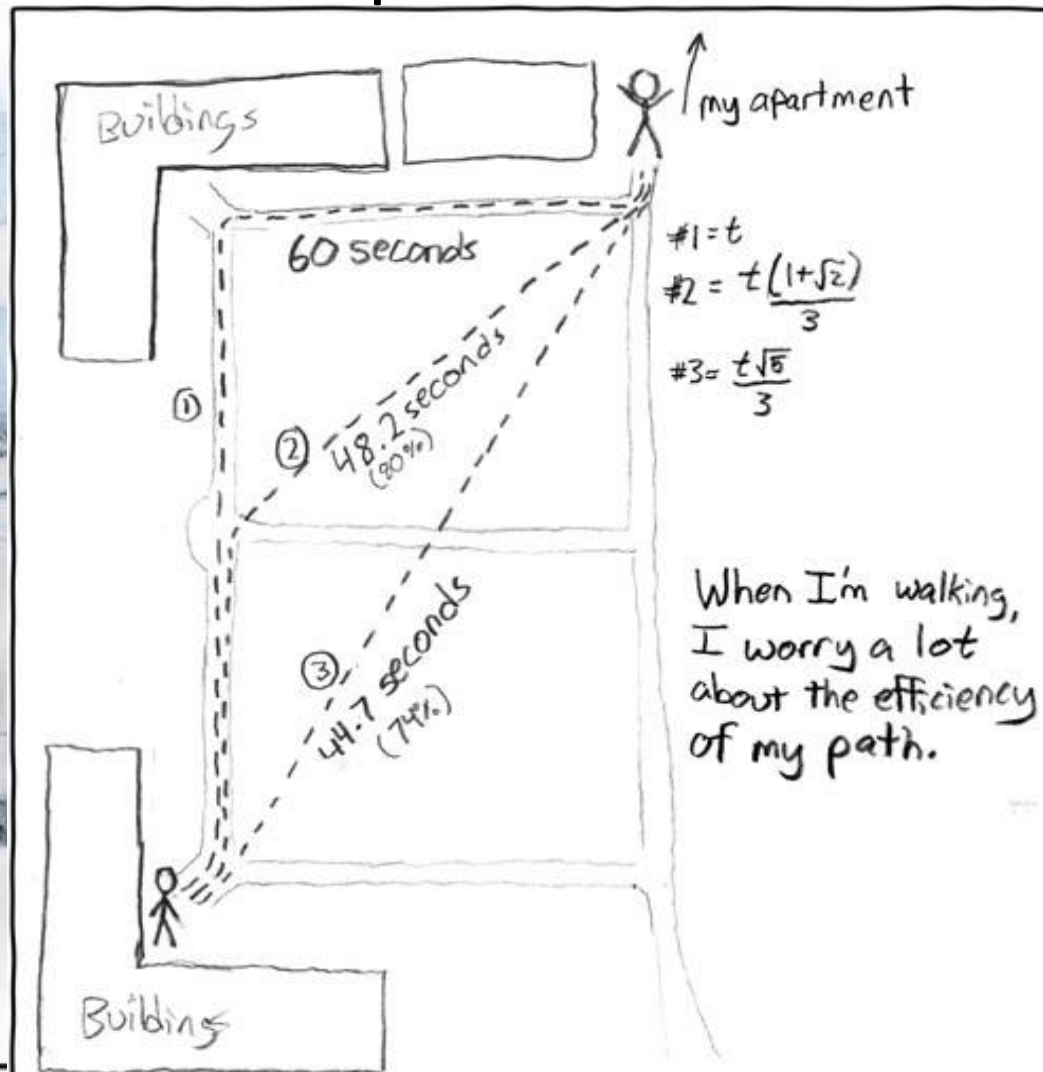 Buildings
my apartment
60 seconds
#1 = t
#2 = t(1+√2)
3
#3 = t√5
3
①
②
48.2 seconds
(80%)
③
44.7 seconds
(74%)
When I'm walking,
I worry a lot
about the efficiency
of my path.
Buildings